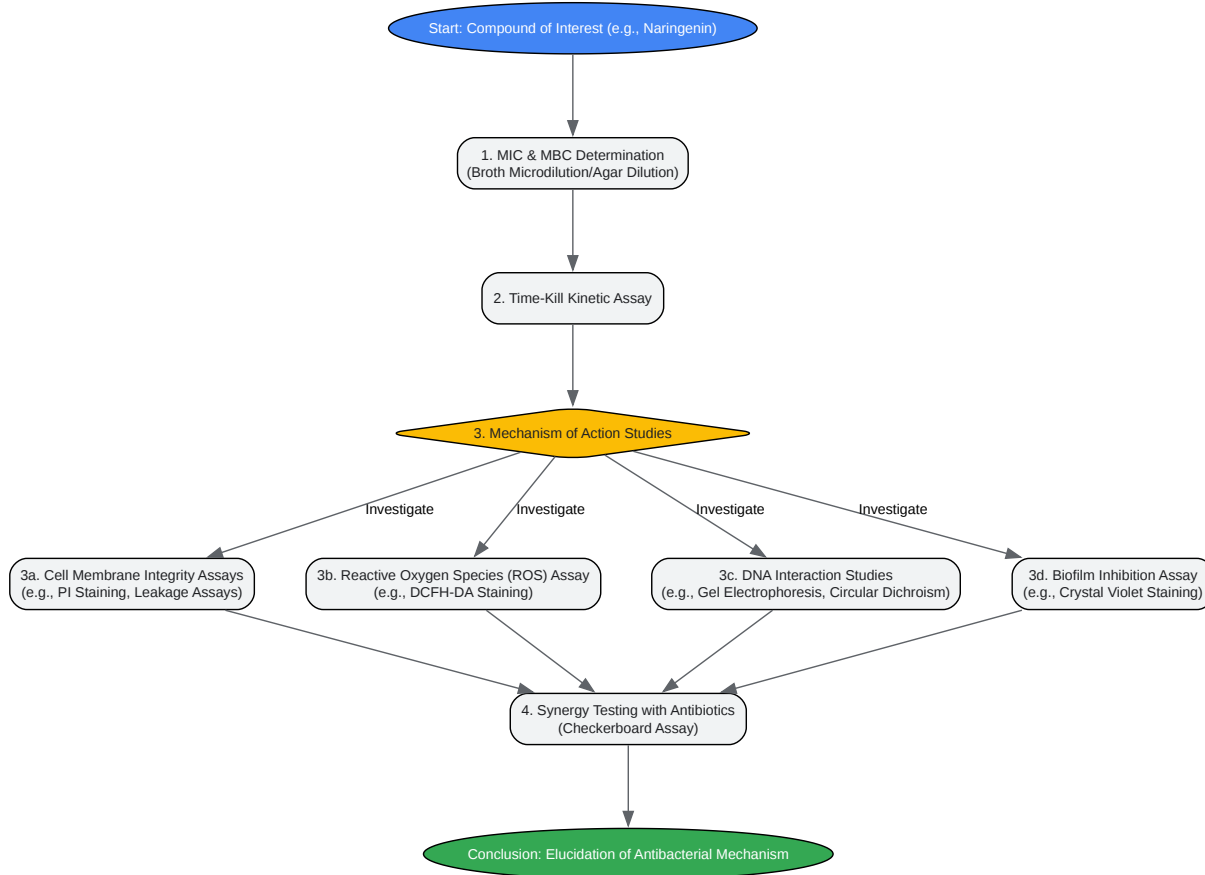 Start: Compound of Interest (e.g., Naringenin)
1. MIC & MBC Determination
(Broth Microdilution/Agar Dilution)
2. Time-Kill Kinetic Assay
3. Mechanism of Action Studies
Investigate
Investigate
Investigate
Investigate
3a. Cell Membrane Integrity Assays
(e.g., PI Staining, Leakage Assays)
3b. Reactive Oxygen Species (ROS) Assay
(e.g., DCFH-DA Staining)
3c. DNA Interaction Studies
(e.g., Gel Electrophoresis, Circular Dichroism)
3d. Biofilm Inhibition Assay
(e.g., Crystal Violet Staining)
4. Synergy Testing with Antibiotics
(Checkerboard Assay)
Conclusion: Elucidation of Antibacterial Mechanism